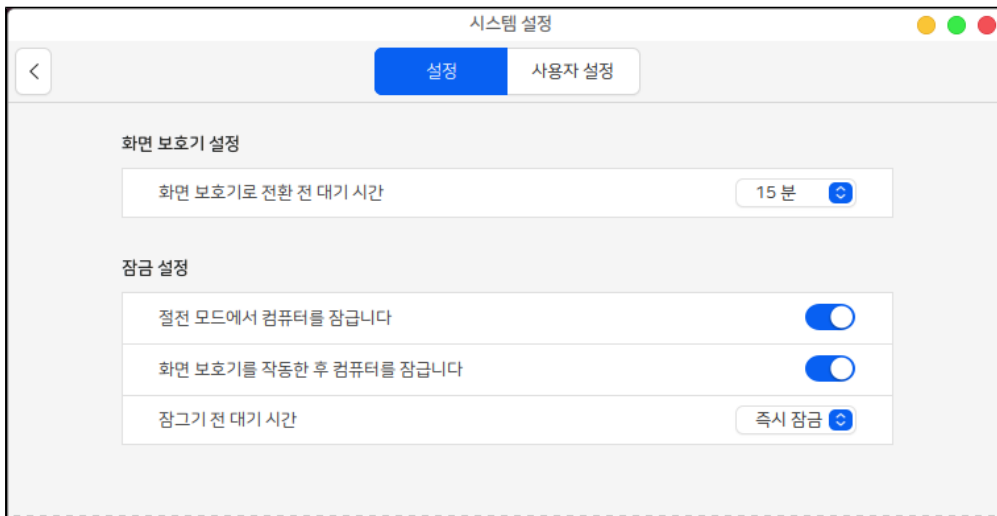 시스템 설정
설정
사용자 설정
화면 보호기 설정
화면 보호기로 전환 전 대기 시간
15 분
잠금 설정
절전 모드에서 컴퓨터를 잠급니다
화면 보호기를 작동한 후 컴퓨터를 잠급니다
잠그기 전 대기 시간
즉시 잠금